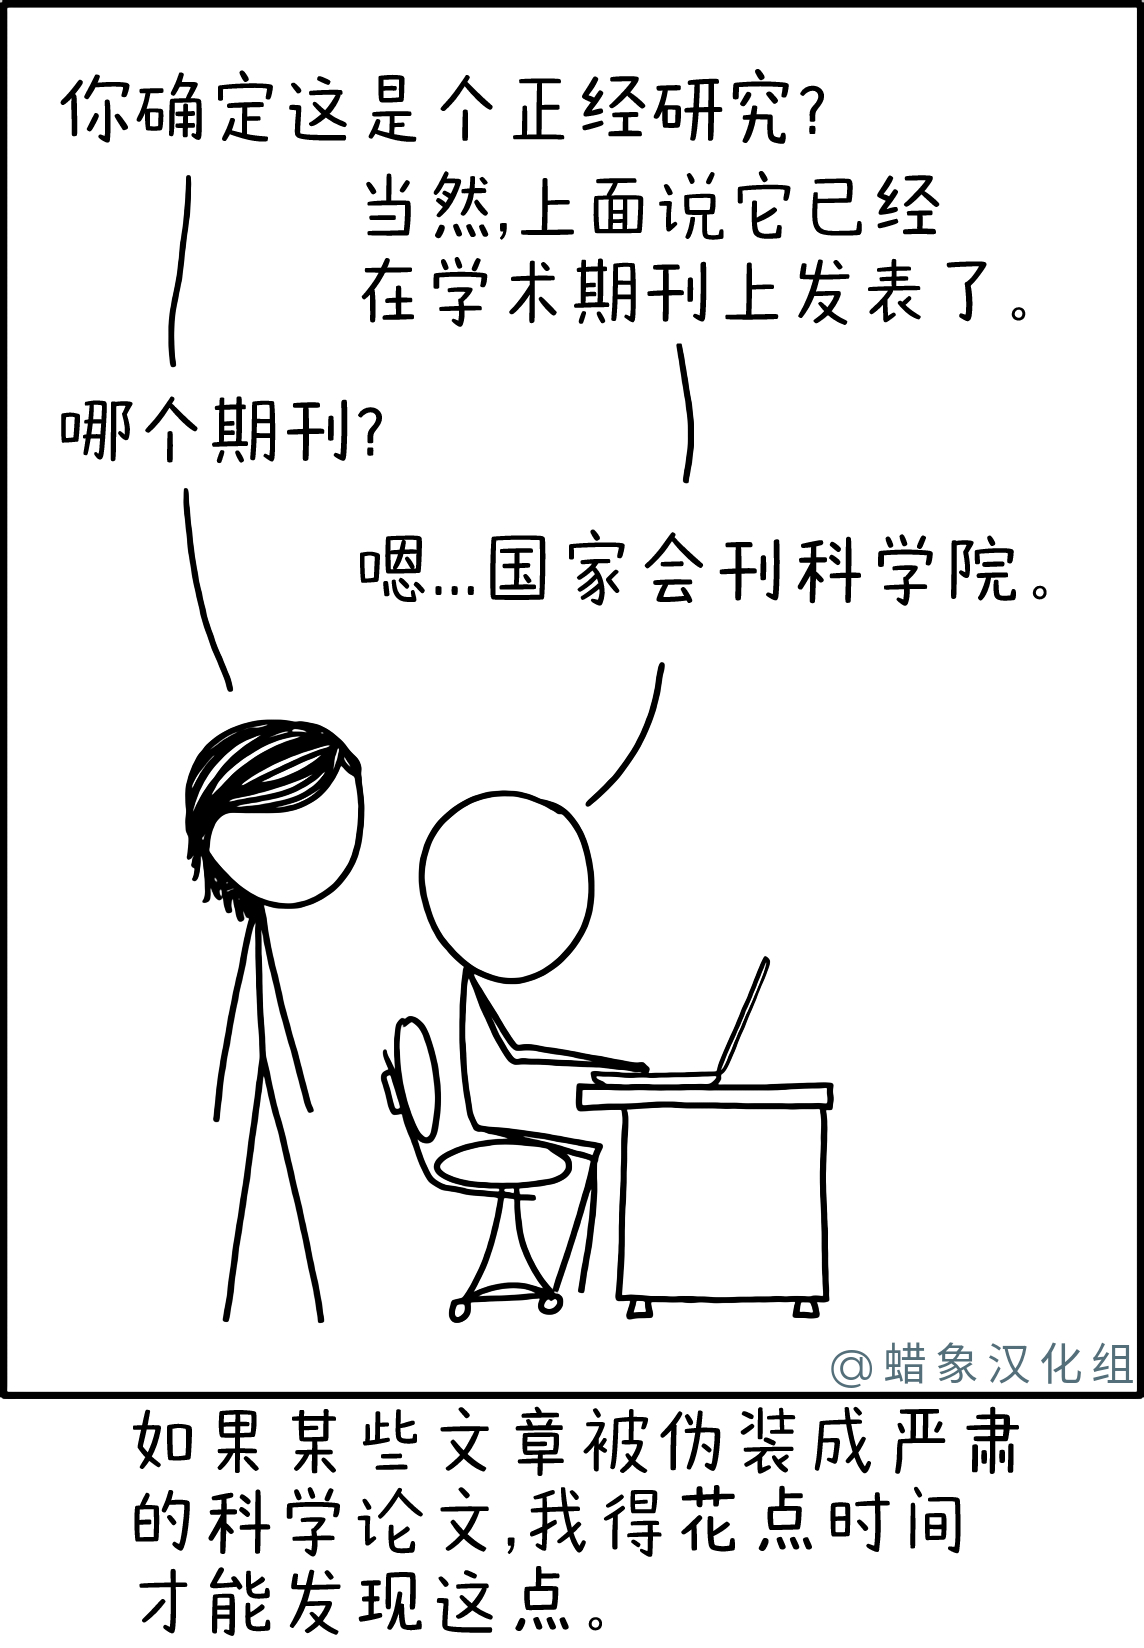 你确定这是个正经研究?
当然,上面说它已经
在学术期刊上发表了。
哪个期刊?
嗯...国家会刊科学院。
@蜡象汉化组
如果某些文章被伪装成严肃
的科学论文,我得花点时间
才能发现这点。